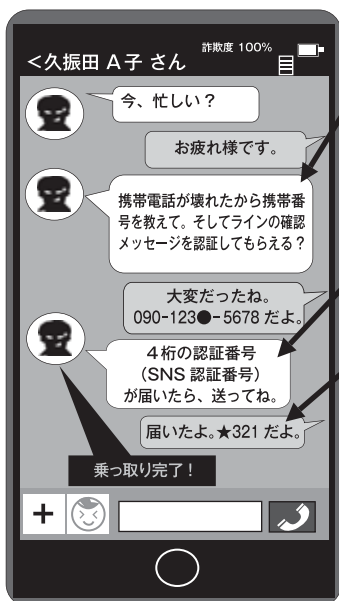 詐欺度 100%
<久振田 A子 さん
今、忙しい？
お疲れ様です。
携帯電話が壊れたから携帯番
号を教えて。そしてラインの確認
メッセージを認証してもらえる？
大変だったね。
090-123●-5678 だよ。
4桁の認証番号
（SNS 認証番号）
が届いたら、送ってね。
届いたよ。★321 だよ。
乗っ取り完了！
+